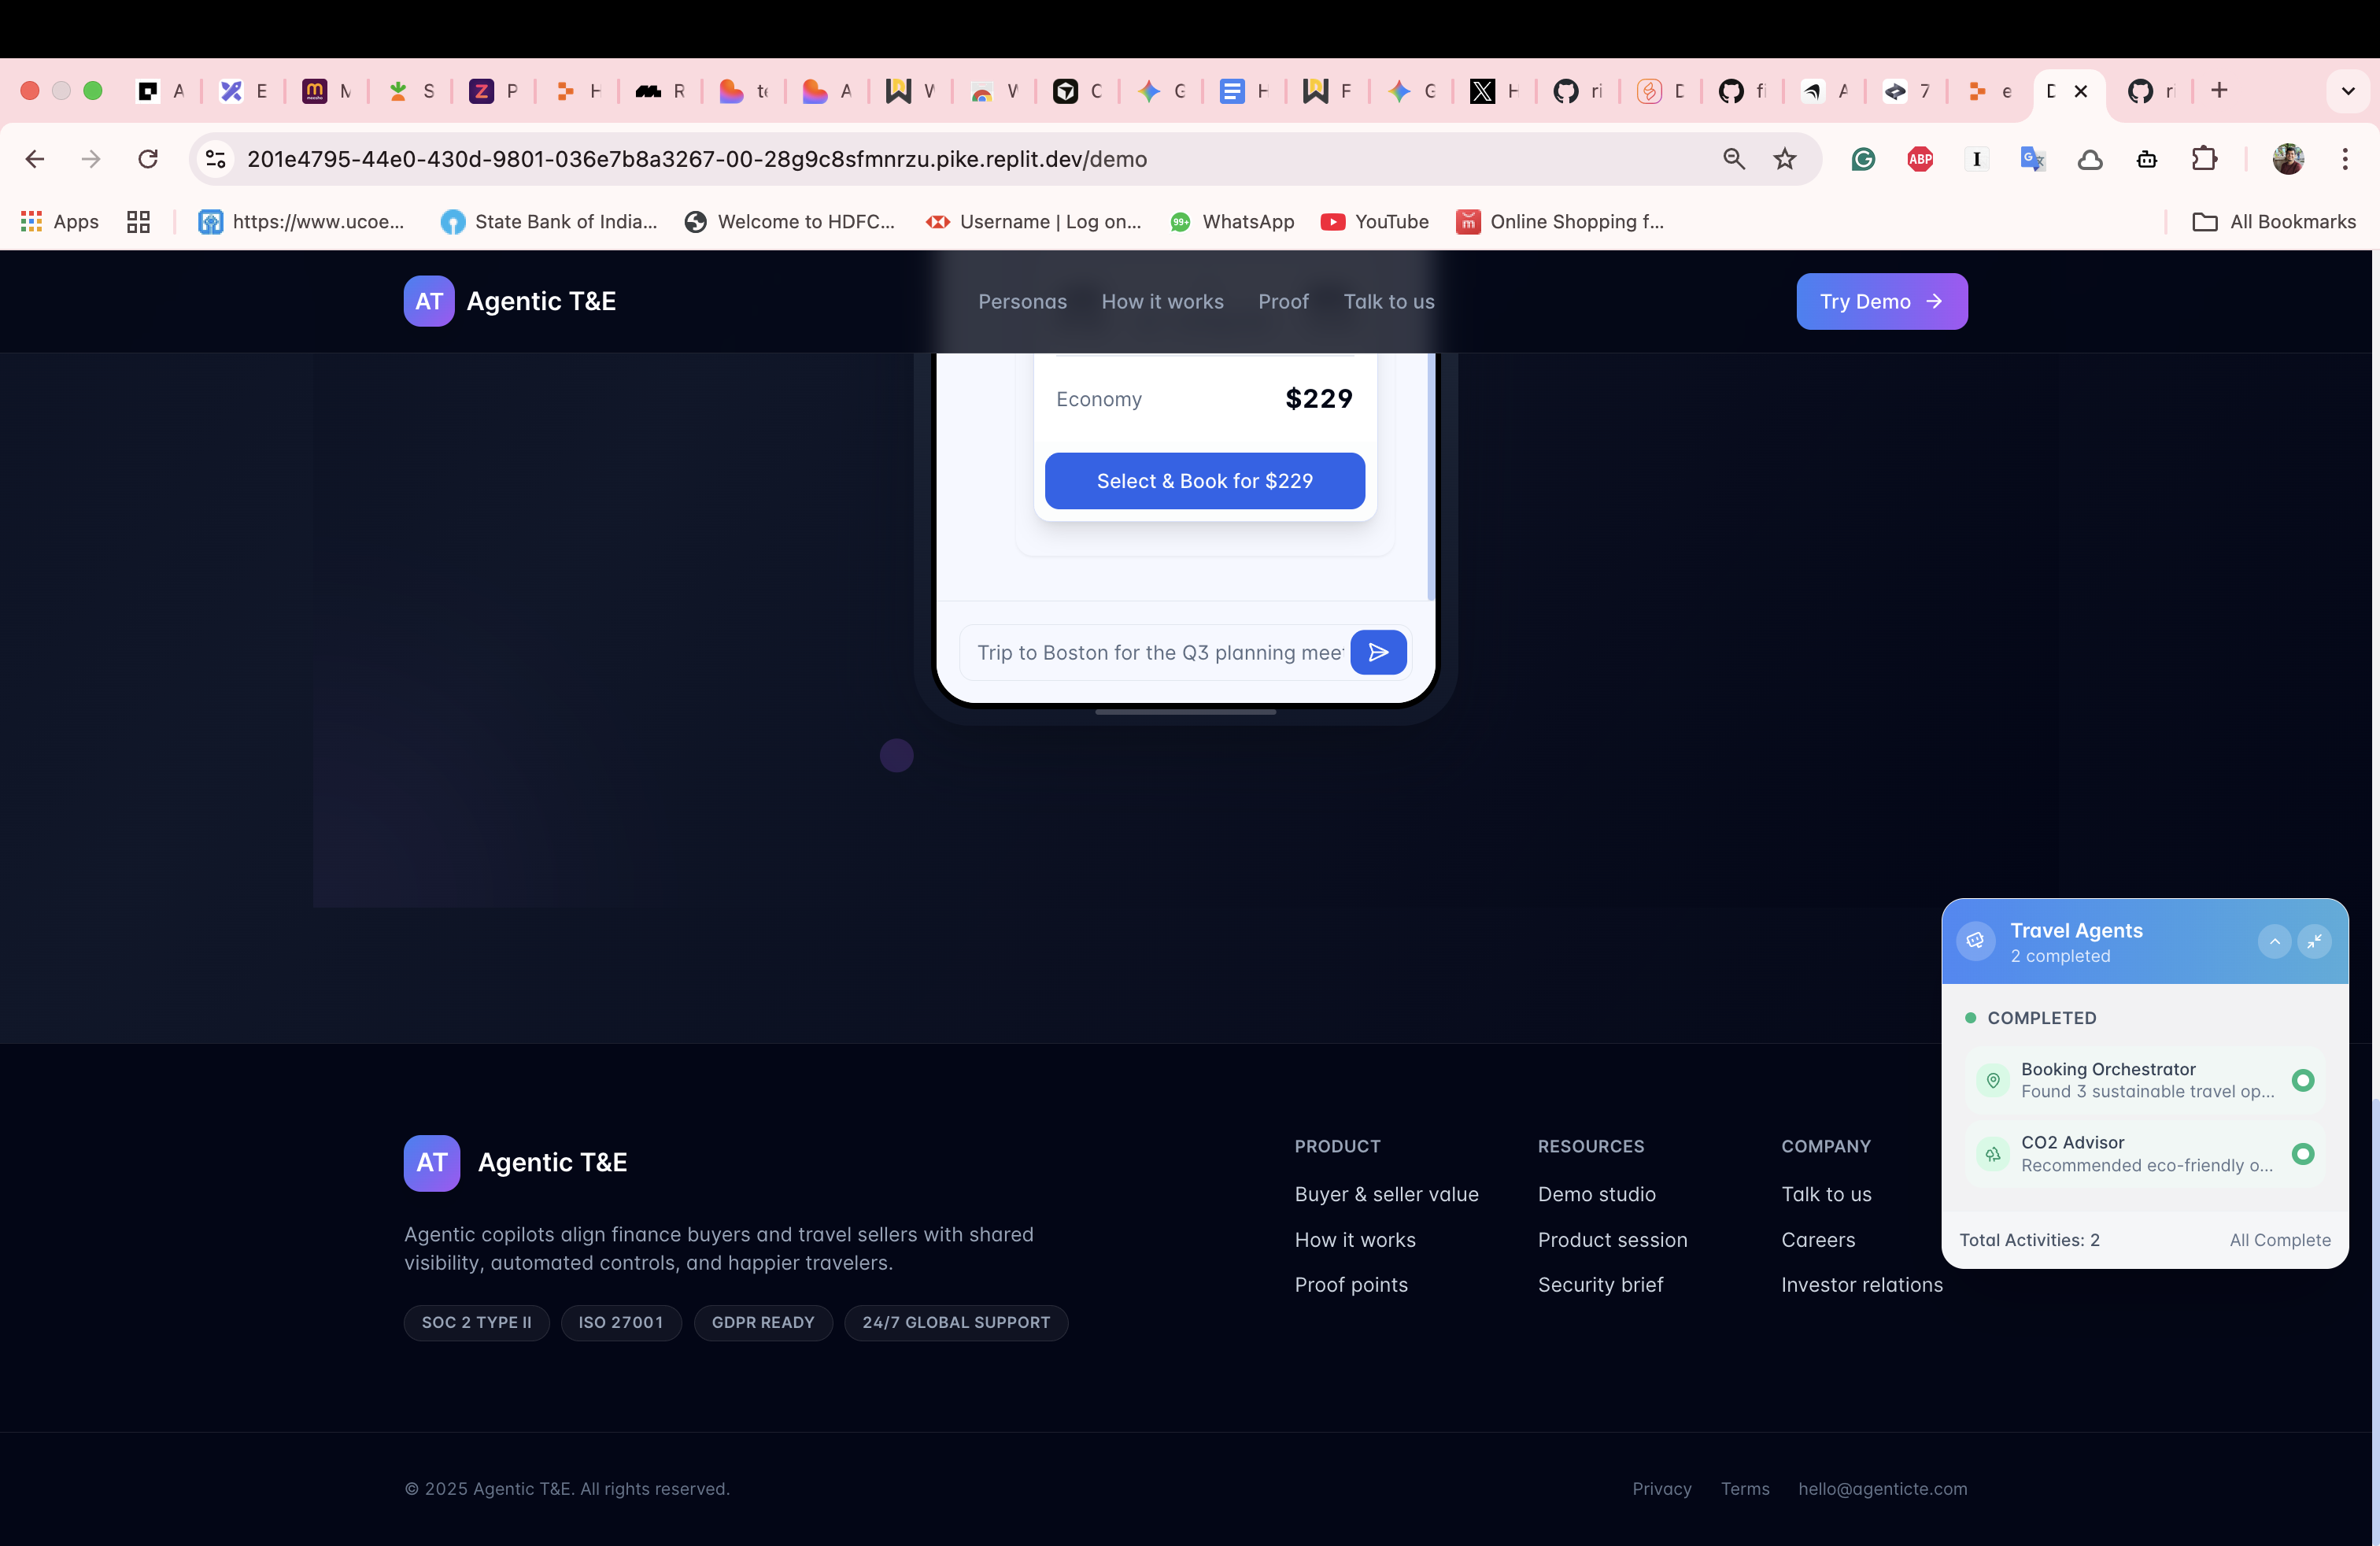 A E M S P H R te A W W C G H F G H ri D fi A 7 e D ri
201e4795-44e0-430d-9801-036e7b8a3267-00-28g9c8sfmnrzu.pike.replit.dev/demo
ABP
Apps https://www.ucoe... State Bank of India... Welcome to HDFC... Username | Log on... 99+ WhatsApp YouTube Online Shopping f... All Bookmarks
AT Agentic T&E Personas How it works Proof Talk to us Try Demo →
Economy $229
Select & Book for $229
Trip to Boston for the Q3 planning mee
Travel Agents
2 completed
COMPLETED
Booking Orchestrator
Found 3 sustainable travel op...
CO2 Advisor
Recommended eco-friendly o...
Total Activities: 2 All Complete
AT Agentic T&E
Agentic copilots align finance buyers and travel sellers with shared
visibility, automated controls, and happier travelers.
SOC 2 TYPE II ISO 27001 GDPR READY 24/7 GLOBAL SUPPORT
PRODUCT
Buyer & seller value
How it works
Proof points
RESOURCES
Demo studio
Product session
Security brief
COMPANY
Talk to us
Careers
Investor relations
© 2025 Agentic T&E. All rights reserved.
Privacy Terms hello@agenticte.com